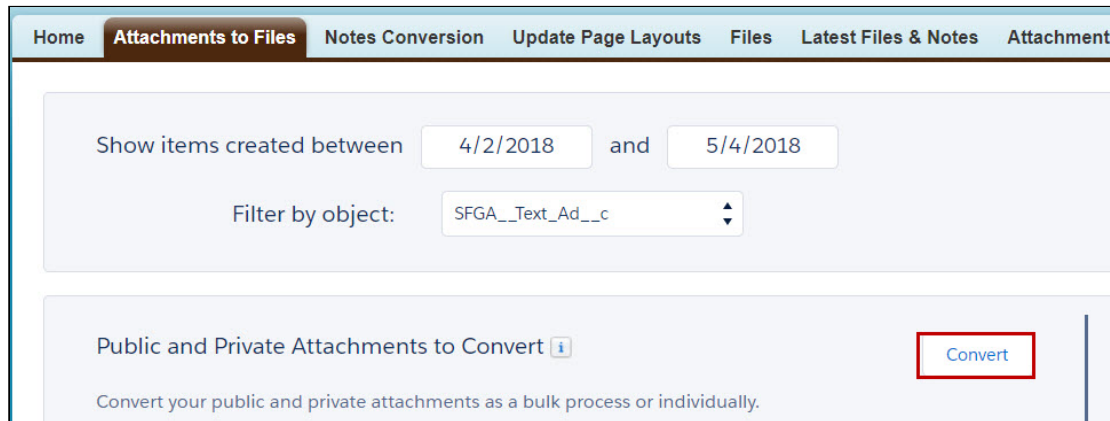 Home Attachments to Files Notes Conversion Update Page Layouts Files Latest Files & Notes Attachment
Show items created between 4/2/2018 and 5/4/2018
Filter by object: SFGA__Text_Ad__c
Public and Private Attachments to Convert i Convert
Convert your public and private attachments as a bulk process or individually.